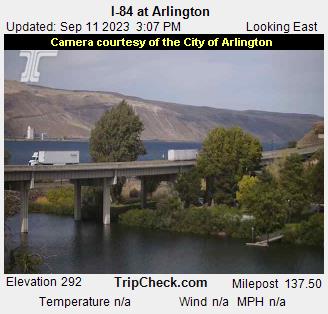 I-84 at Arlington
Updated: Sep 11 2023 3:07 PM Looking East
Camera courtesy of the City of Arlington
Elevation 292 TripCheck.com Milepost 137.50
Temperature n/a Wind n/a MPH n/a